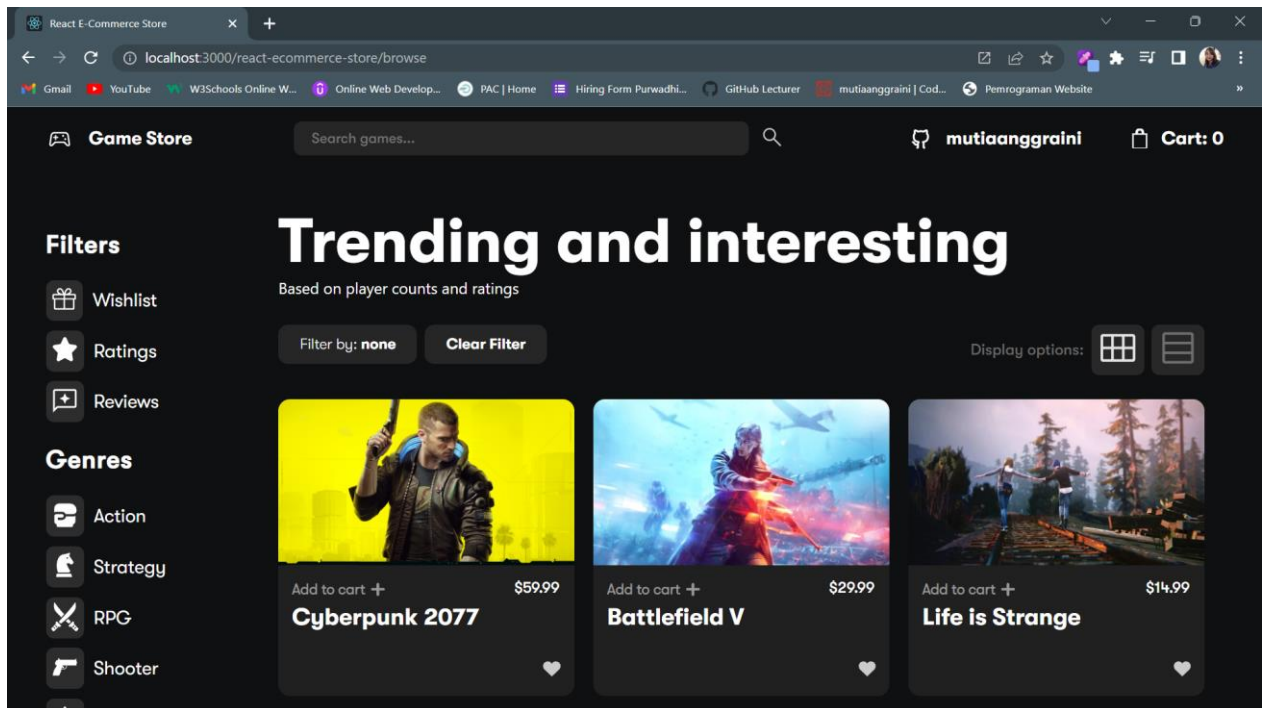 React E-Commerce Store
localhost:3000/react-ecommerce-store/browse
Gmail YouTube W3Schools Online W... Online Web Develop... PAC | Home Hiring Form Purwadhi... GitHub Lecturer mutiaanggraini | Cod... Pemrograman Website »
Game Store Search games... mutiaanggraini Cart: 0
Trending and interesting
Based on player counts and ratings
Filter by: none Clear Filter Display options:
Filters
Wishlist
Ratings
Reviews
Genres
Action
Strategy
RPG
Shooter
Add to cart + $59.99
Cyberpunk 2077
Add to cart + $29.99
Battlefield V
Add to cart + $14.99
Life is Strange